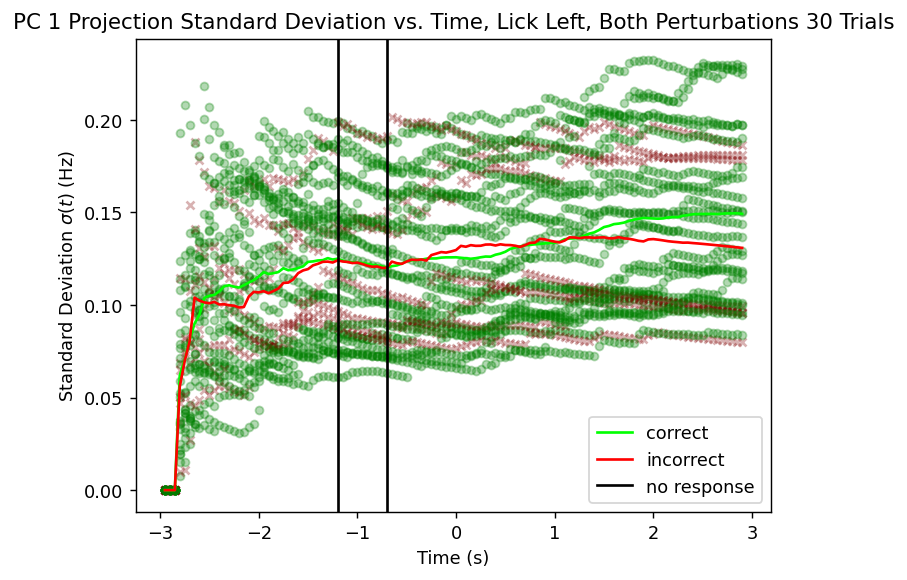 PC 1 Projection Standard Deviation vs. Time, Lick Left, Both Perturbations 30 Trials
Standard Deviation σ(t) (Hz)
0.20
0.15
0.10
0.05
0.00
correct
incorrect
no response
−3
−2
−1
0
1
2
3
Time (s)